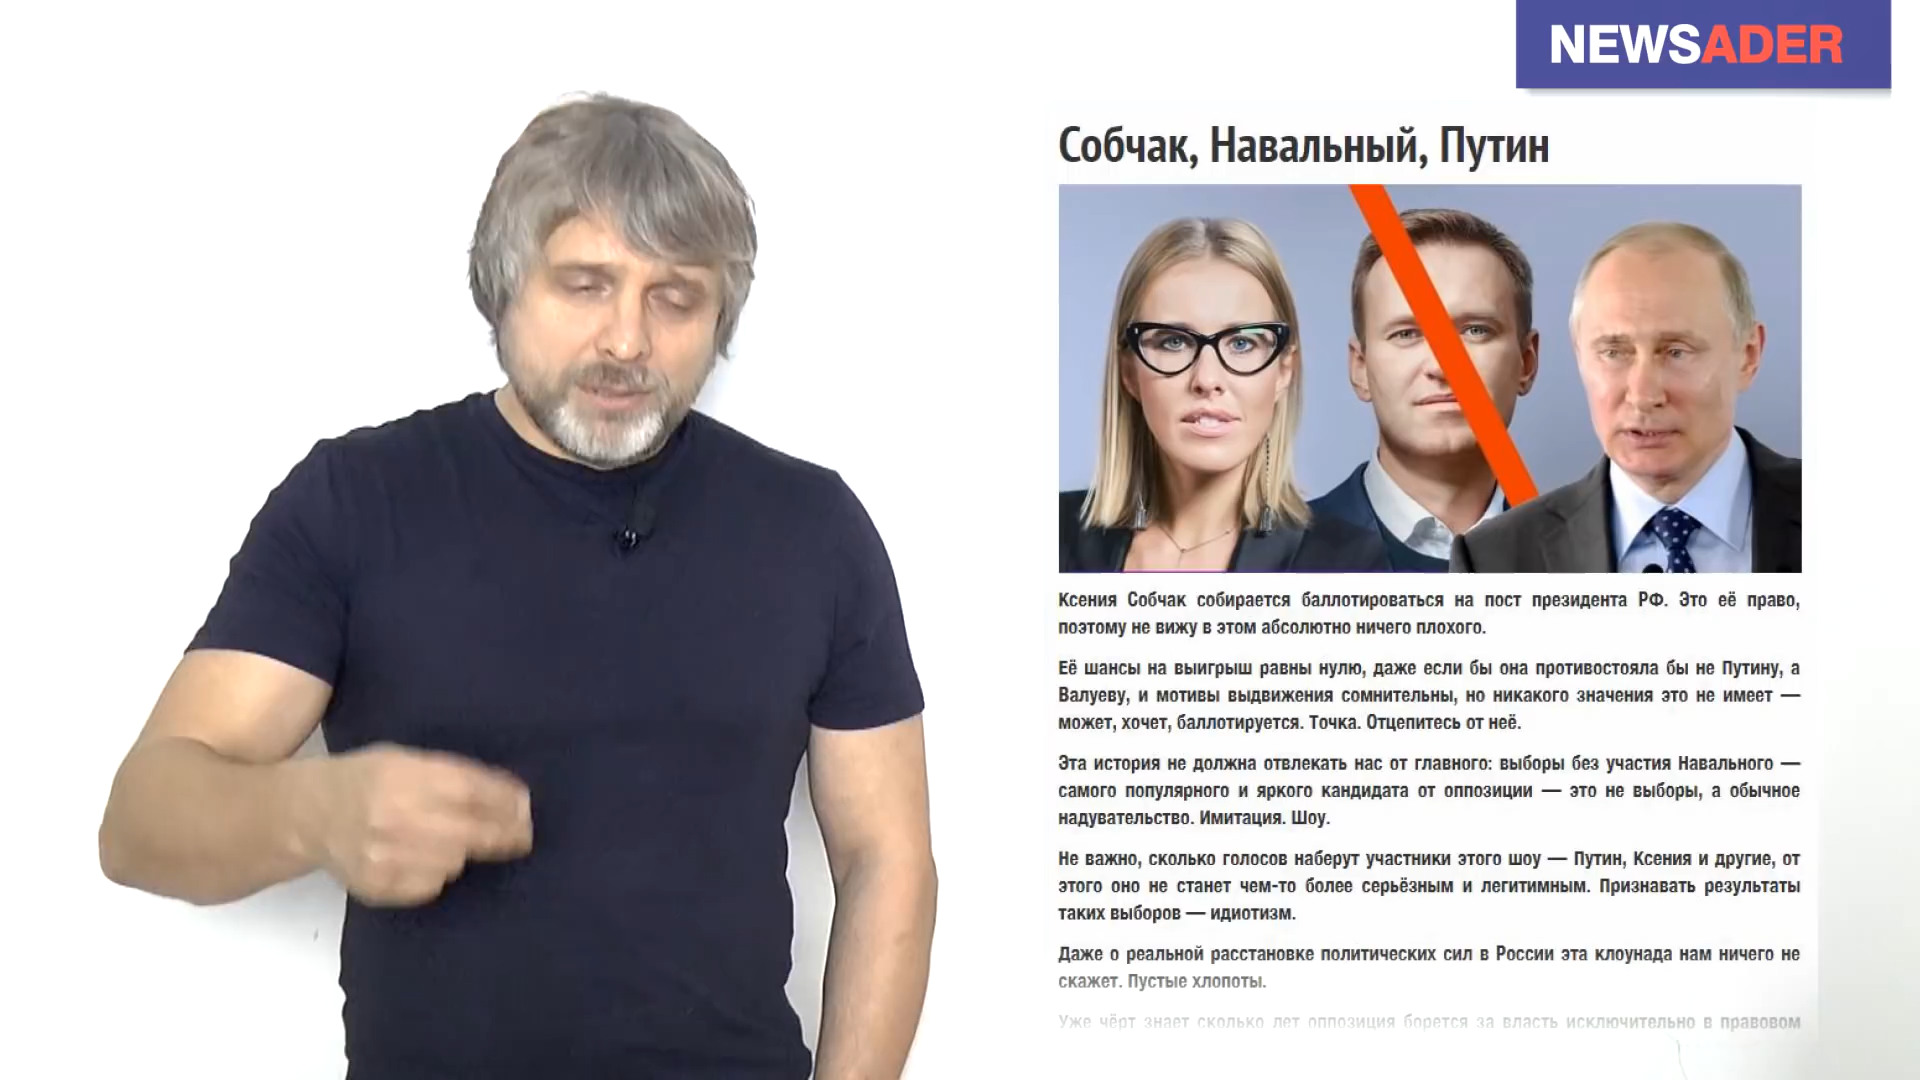 NEWSADER
Собчак, Навальный, Путин
Ксения Собчак собирается баллотироваться на пост президента РФ. Это её право,
поэтому не вижу в этом абсолютно ничего плохого.
Её шансы на выигрыш равны нулю, даже если бы она противостояла бы не Путину, а
Валуеву, и мотивы выдвижения сомнительны, но никакого значения это не имеет —
может, хочет, баллотируется. Точка. Отцепитесь от неё.
Эта история не должна отвлекать нас от главного: выборы без участия Навального —
самого популярного и яркого кандидата от оппозиции — это не выборы, а обычное
надувательство. Имитация. Шоу.
Не важно, сколько голосов наберут участники этого шоу — Путин, Ксения и другие, от
этого оно не станет чем-то более серьёзным и легитимным. Признавать результаты
таких выборов — идиотизм.
Даже о реальной расстановке политических сил в России эта клоунада нам ничего не
скажет. Пустые хлопоты.
Уже чёрт знает сколько лет оппозиция борется за власть исключительно в правовом